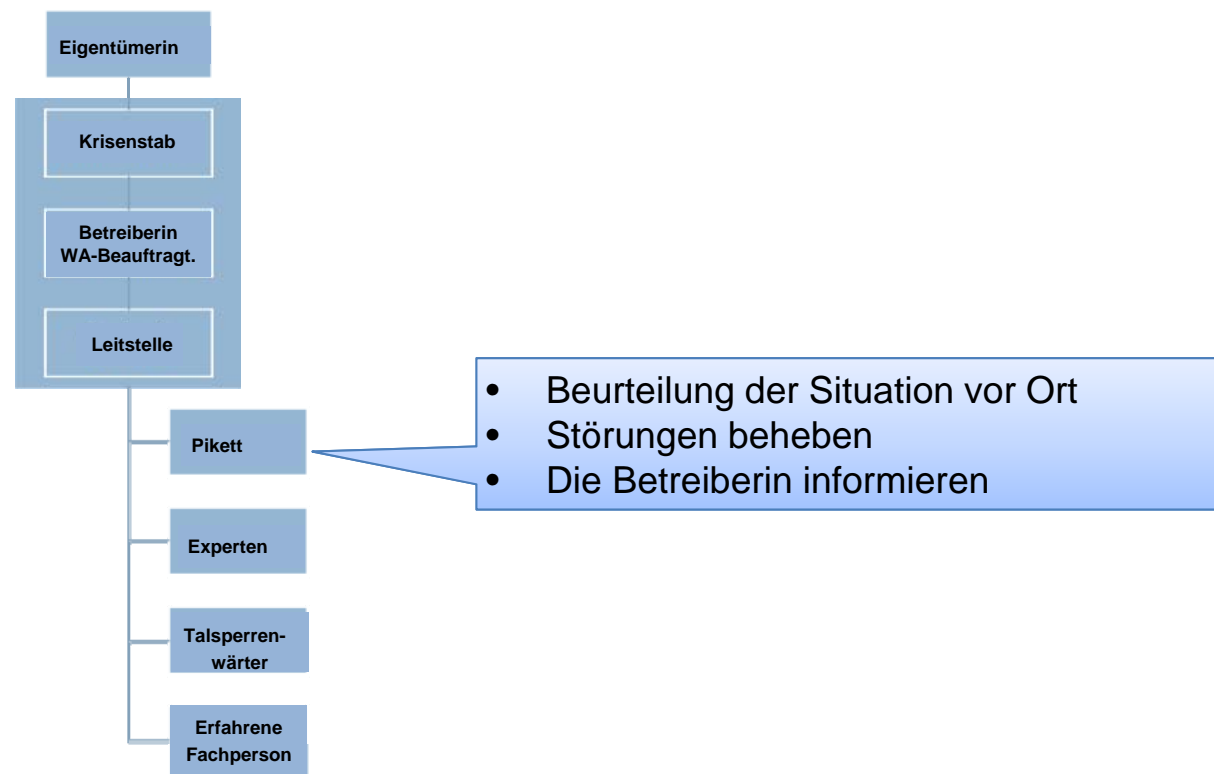 Eigentümerin
Krisenstab
Betreiberin
WA-Beauftragt.
Leitstelle
Pikett
• Beurteilung der Situation vor Ort
• Störungen beheben
• Die Betreiberin informieren
Experten
Talsperren-
wärter
Erfahrene
Fachperson